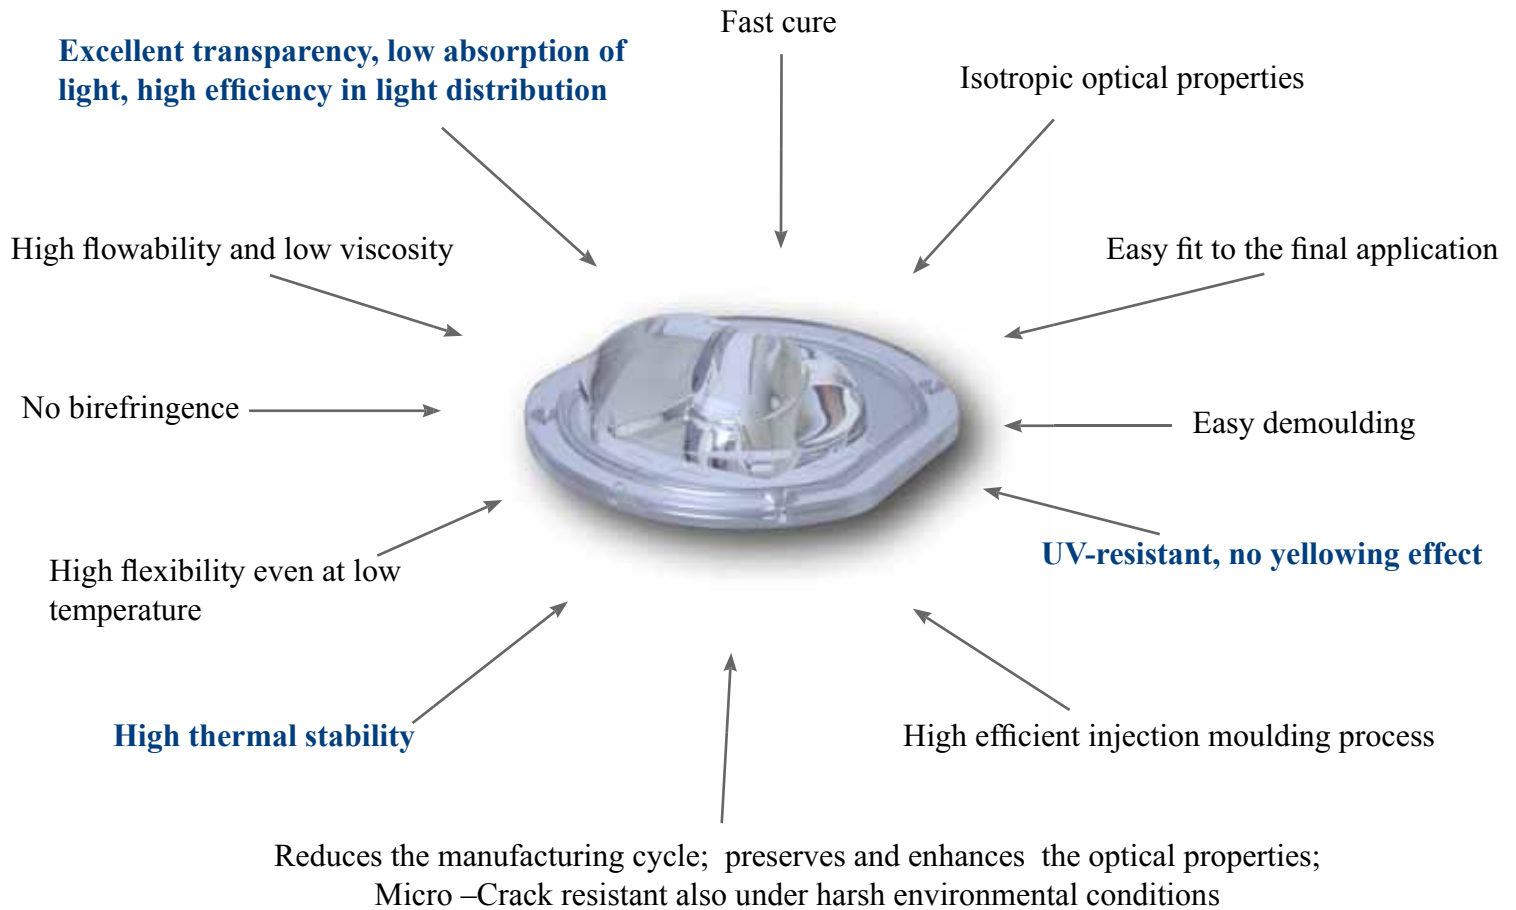 Fast cure
Excellent transparency, low absorption of
light, high efficiency in light distribution
Isotropic optical properties
High flowability and low viscosity
Easy fit to the final application
No birefringence
Easy demoulding
UV-resistant, no yellowing effect
High flexibility even at low
temperature
High thermal stability
High efficient injection moulding process
Reduces the manufacturing cycle;  preserves and enhances  the optical properties;
Micro –Crack resistant also under harsh environmental conditions